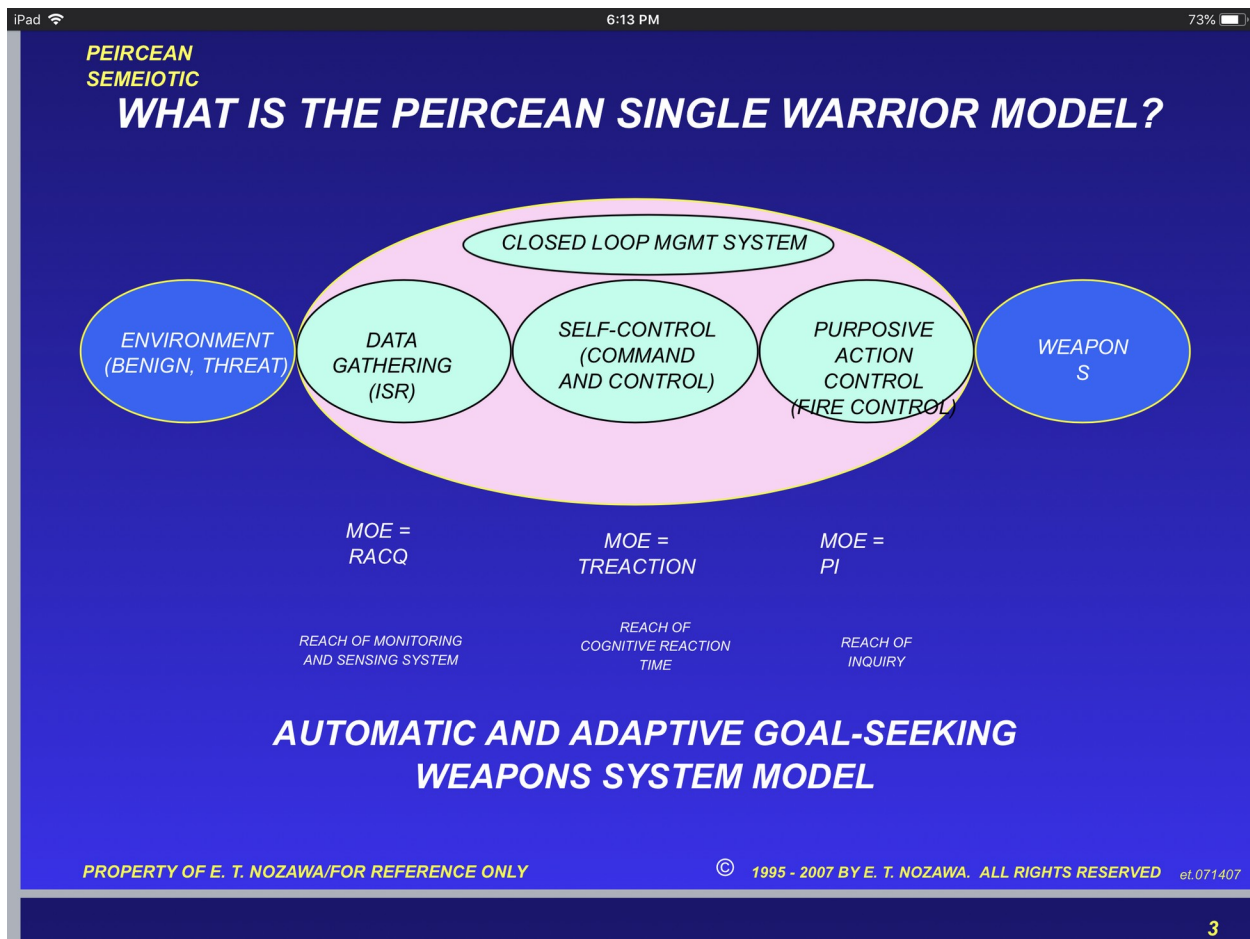 iPad 6:13 PM 73%
PEIRCEAN
SEMEIOTIC
WHAT IS THE PEIRCEAN SINGLE WARRIOR MODEL?
CLOSED LOOP MGMT SYSTEM
ENVIRONMENT
(BENIGN, THREAT)
DATA
GATHERING
(ISR)
SELF-CONTROL
(COMMAND
AND CONTROL)
PURPOSIVE
ACTION
CONTROL
(FIRE CONTROL)
WEAPON
S
MOE =
RACQ
MOE =
TREACTION
MOE =
PI
REACH OF MONITORING
AND SENSING SYSTEM
REACH OF
COGNITIVE REACTION
TIME
REACH OF
INQUIRY
AUTOMATIC AND ADAPTIVE GOAL-SEEKING
WEAPONS SYSTEM MODEL
PROPERTY OF E. T. NOZAWA/FOR REFERENCE ONLY
© 1995 - 2007 BY E. T. NOZAWA. ALL RIGHTS RESERVED et.071407
3